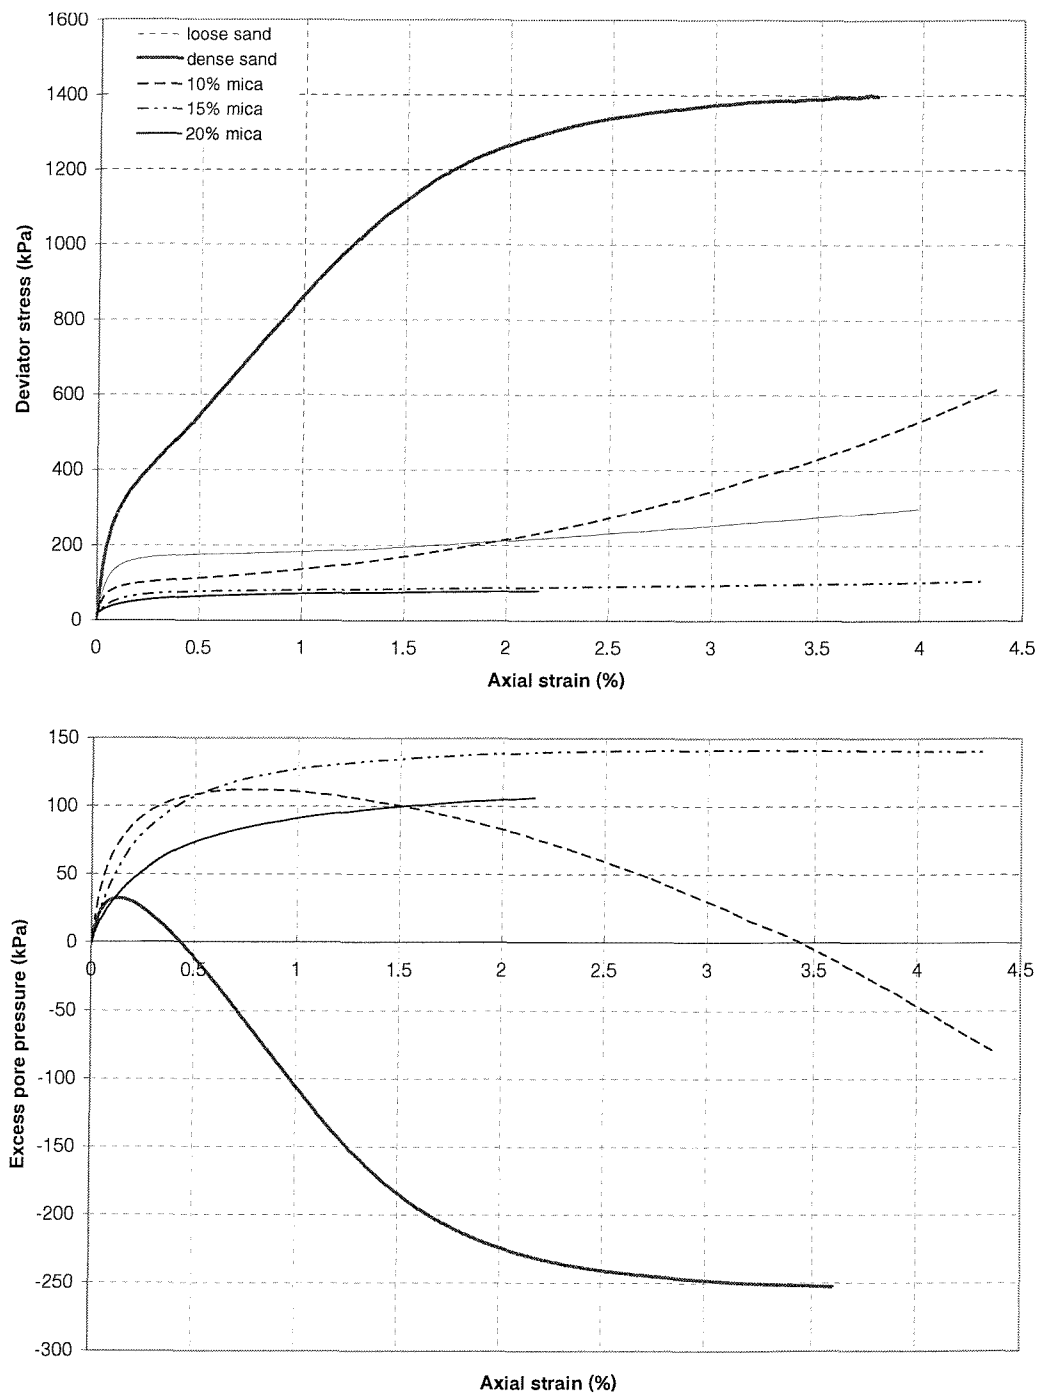 1600
1400
1200
1000
800
600
400
200
0
loose sand
dense sand
10% mica
15% mica
20% mica
Deviator stress (kPa)
0 0.5 1 1.5 2 2.5 3 3.5 4 4.5
Axial strain (%)
150
100
50
0
-50
-100
-150
-200
-250
-300
Excess pore pressure (kPa)
0 0.5 1 1.5 2 2.5 3 3.5 4 4.5
Axial strain (%)